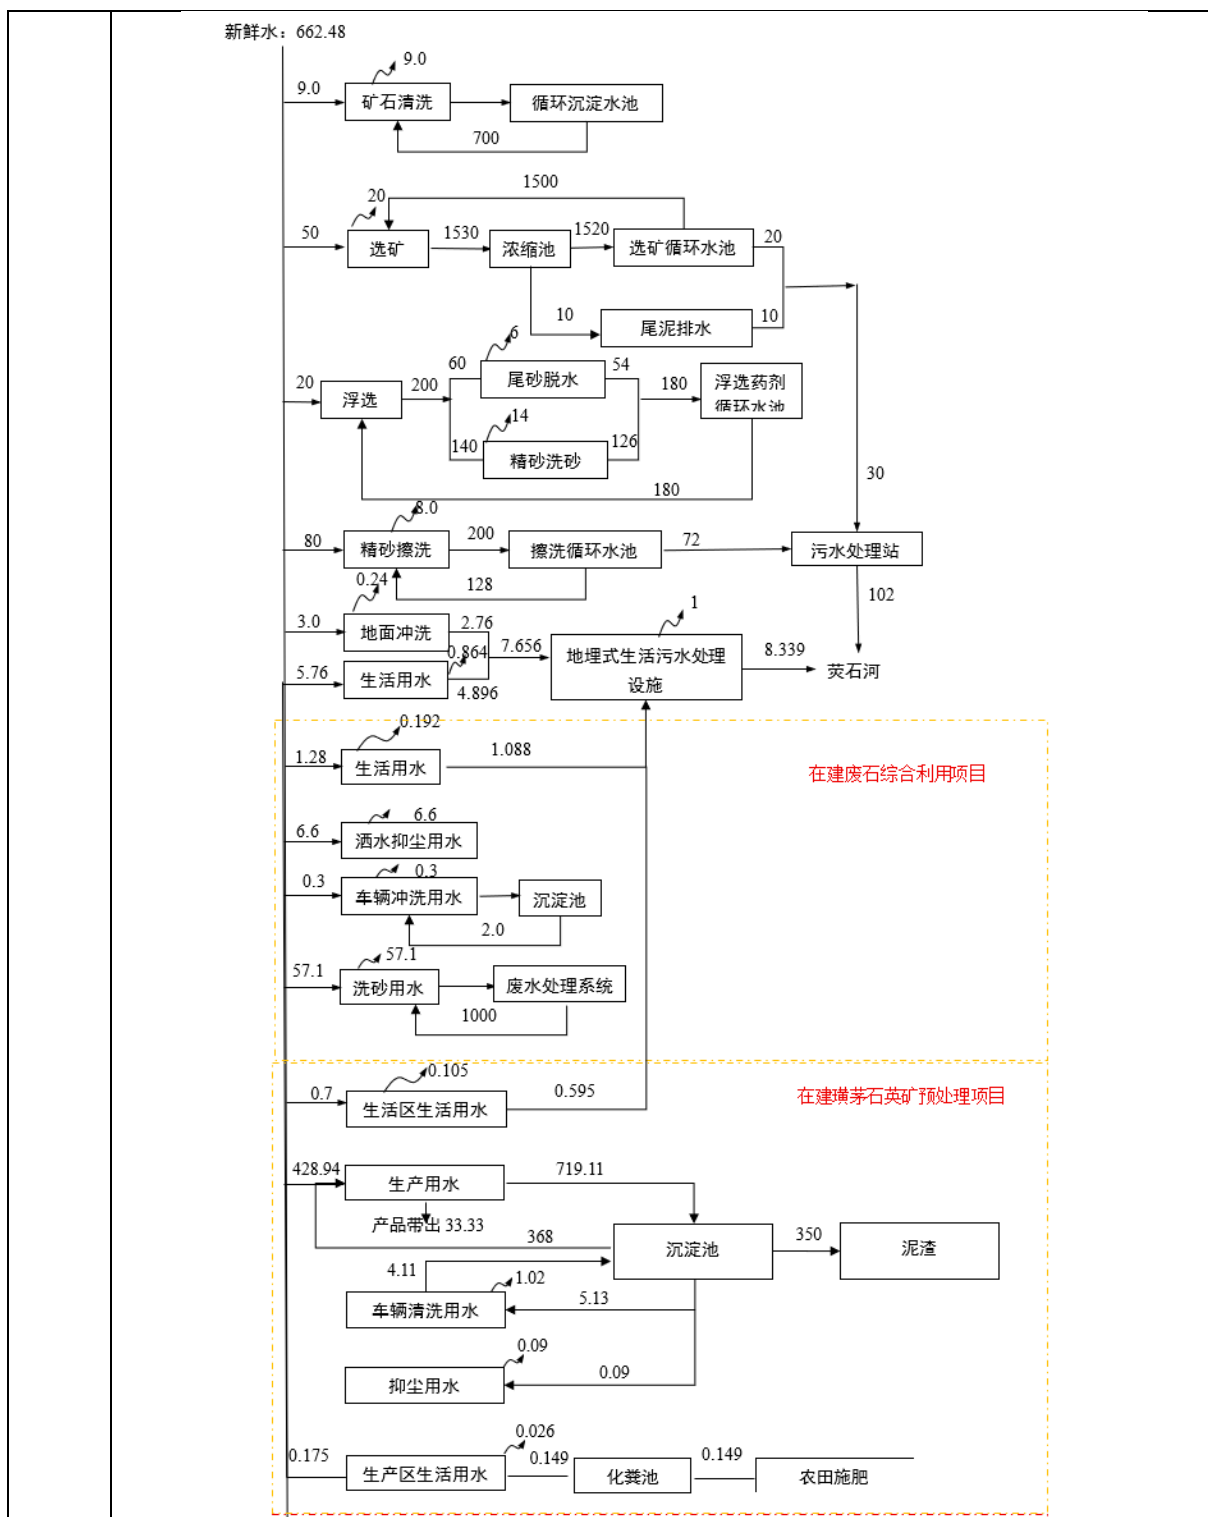 新鲜水：662.48
9.0
9.0
矿石清洗
循环沉淀水池
700
1500
20
50
选矿
1530
浓缩池
1520
选矿循环水池
20
10
尾泥排水
10
6
60
尾砂脱水
54
20
浮选
200
180
浮选药剂
循环水池
14
140
精砂洗砂
126
180
30
8.0
80
精砂擦洗
200
擦洗循环水池
72
污水处理站
128
102
0.24
3.0
地面冲洗
2.76
1
7.656
地埋式生活污水处理
设施
8.339
荧石河
0.864
5.76
生活用水
4.896
0.192
1.28
生活用水
1.088
在建废石综合利用项目
6.6
6.6
洒水抑尘用水
0.3
0.3
车辆冲洗用水
沉淀池
2.0
57.1
57.1
洗砂用水
废水处理系统
1000
0.105
0.7
生活区生活用水
0.595
在建璜茅石英矿预处理项目
428.94
生产用水
719.11
产品带出 33.33
368
沉淀池
350
泥渣
4.11
1.02
车辆清洗用水
5.13
0.09
抑尘用水
0.09
0.026
0.175
生产区生活用水
0.149
化粪池
0.149
农田施肥